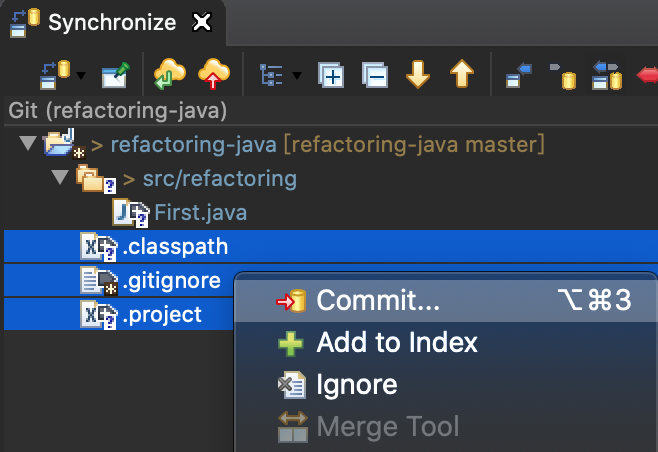 Synchronize
Git (refactoring-java)
> refactoring-java [refactoring-java master]
> src/refactoring
First.java
.classpath
.gitignore
.project
Commit... ⌥⌘3
Add to Index
Ignore
Merge Tool